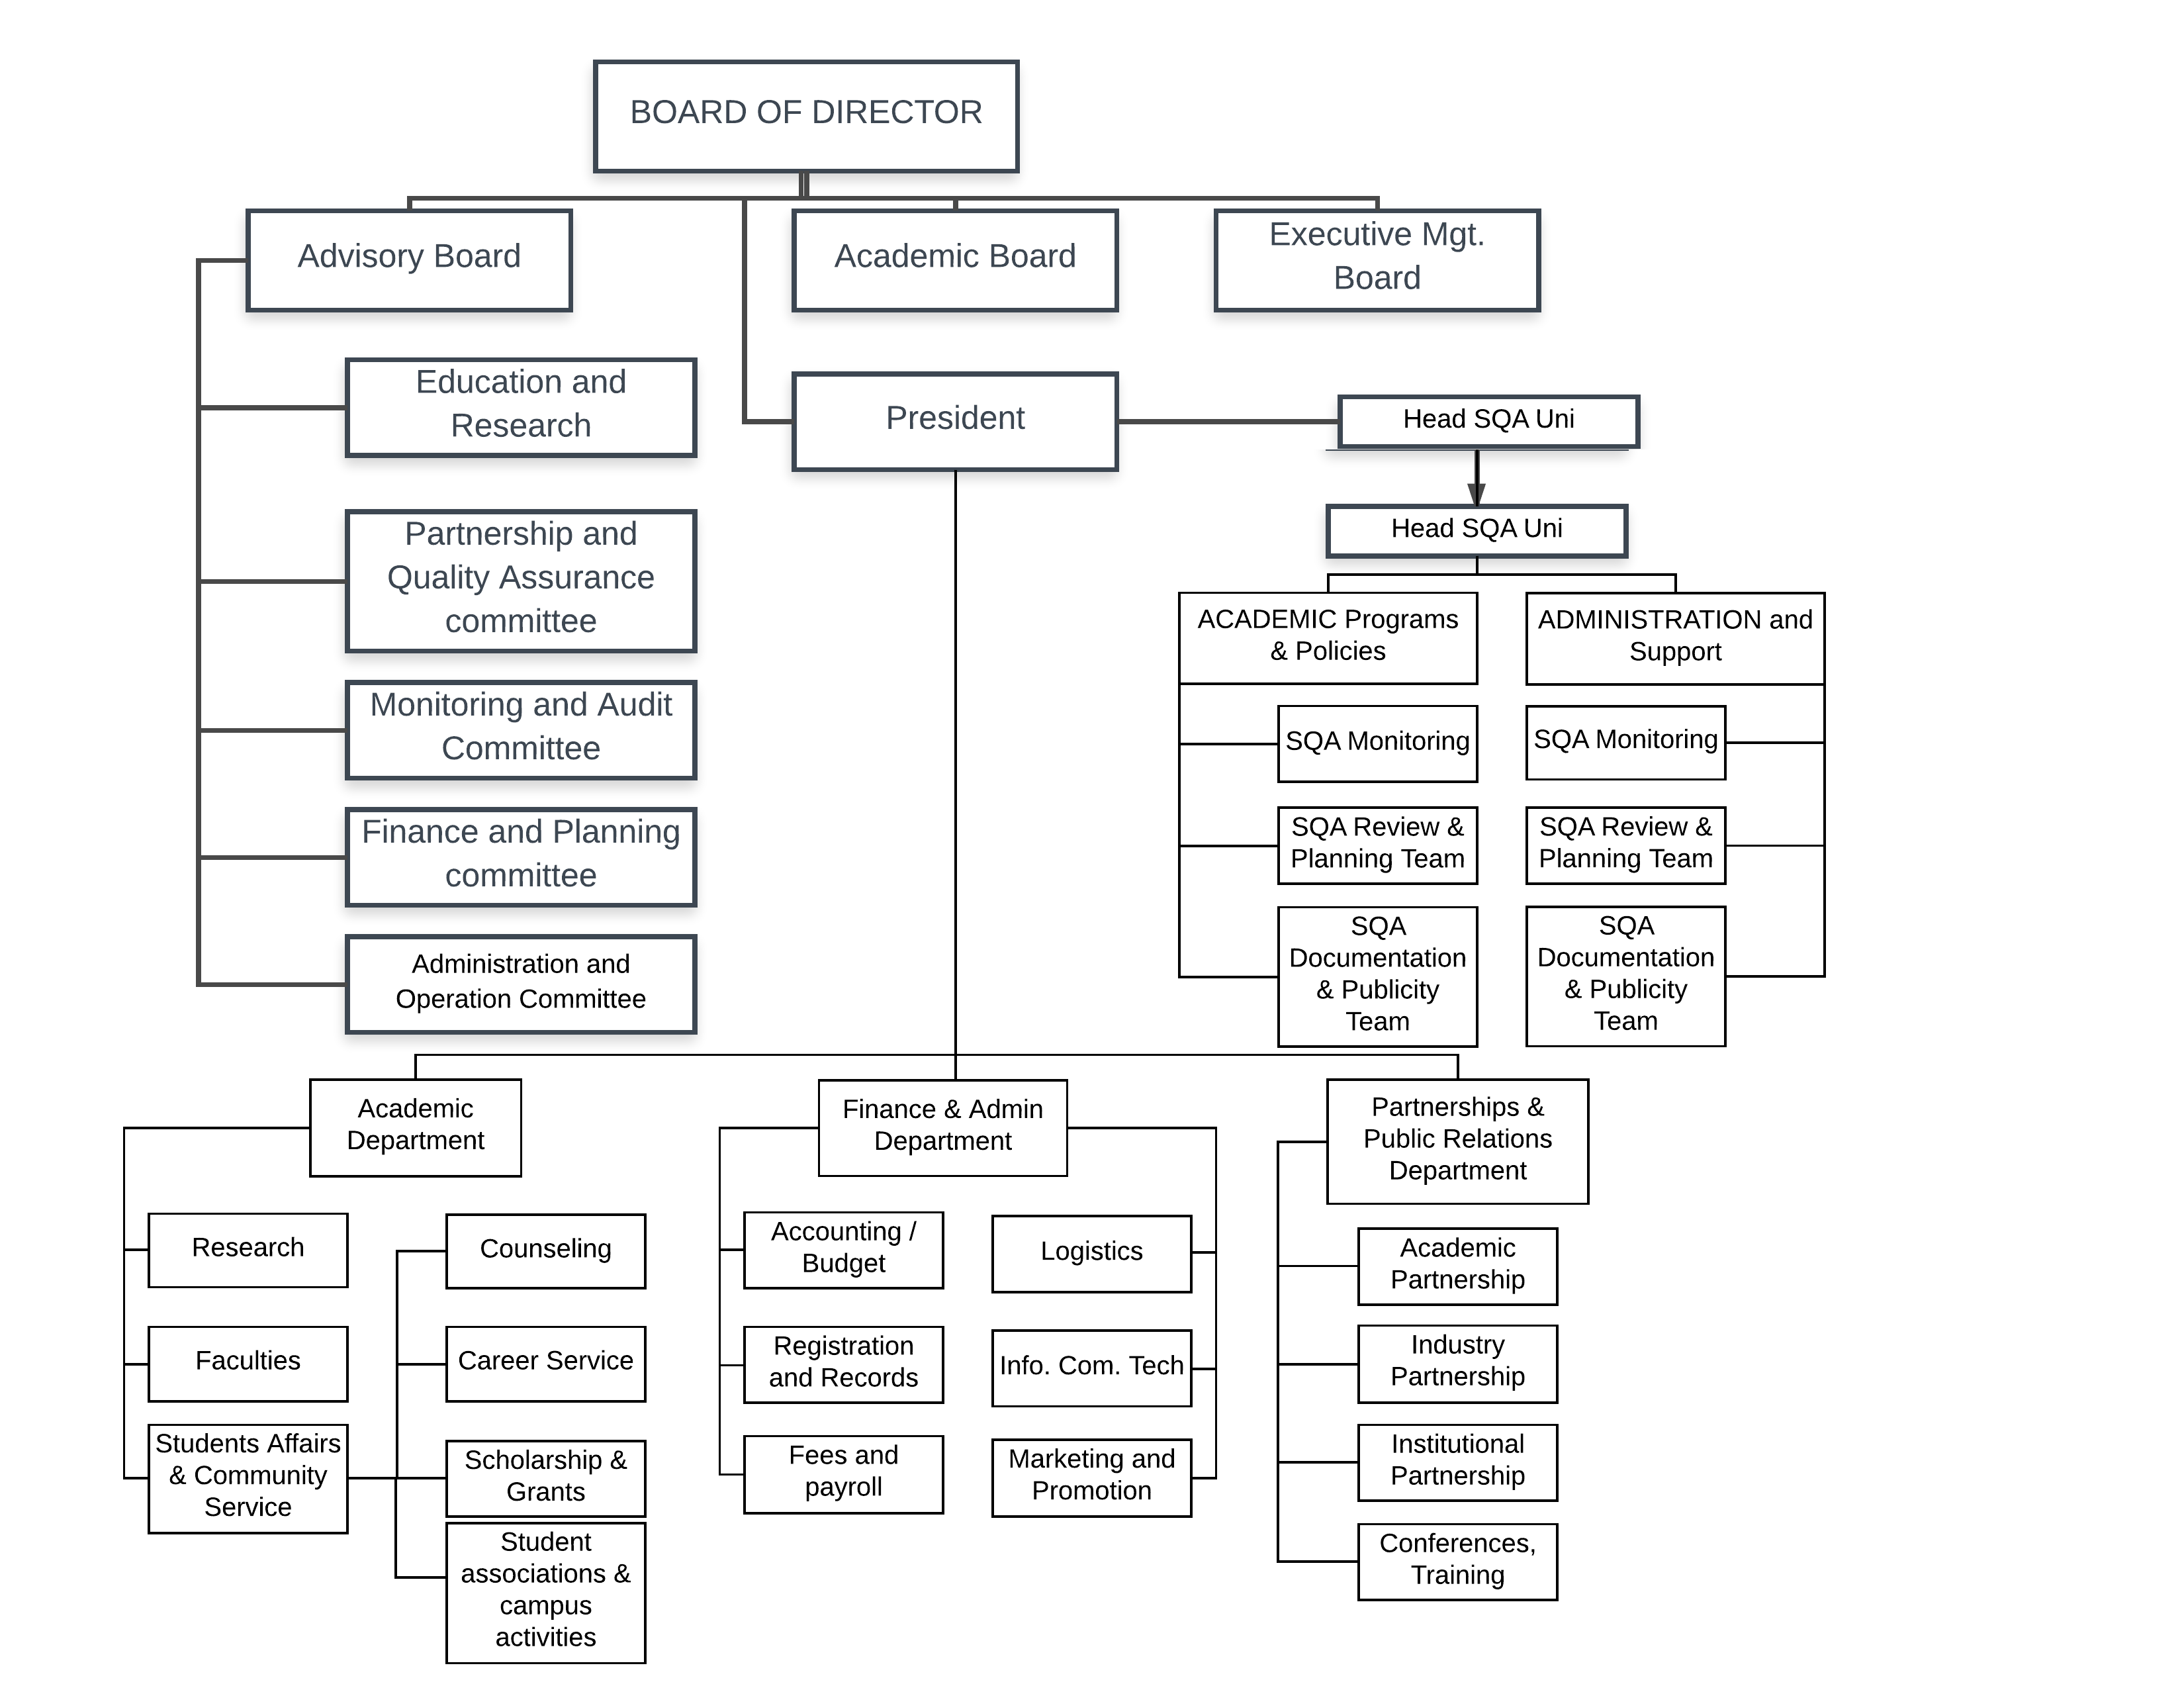 BOARD OF DIRECTOR
Advisory Board
Academic Board
Executive Mgt.
Board
Education and
Research
President
Head SQA Uni
Partnership and
Quality Assurance
committee
Head SQA Uni
ACADEMIC Programs
& Policies
ADMINISTRATION and
Support
Monitoring and Audit
Committee
SQA Monitoring
SQA Monitoring
Finance and Planning
committee
SQA Review &
Planning Team
SQA Review &
Planning Team
Administration and
Operation Committee
SQA
Documentation
& Publicity
Team
SQA
Documentation
& Publicity
Team
Academic
Department
Finance & Admin
Department
Partnerships &
Public Relations
Department
Research
Counseling
Accounting /
Budget
Logistics
Academic
Partnership
Faculties
Career Service
Registration
and Records
Info. Com. Tech
Industry
Partnership
Students Affairs
& Community
Service
Scholarship &
Grants
Fees and
payroll
Marketing and
Promotion
Institutional
Partnership
Student
associations &
campus
activities
Conferences,
Training